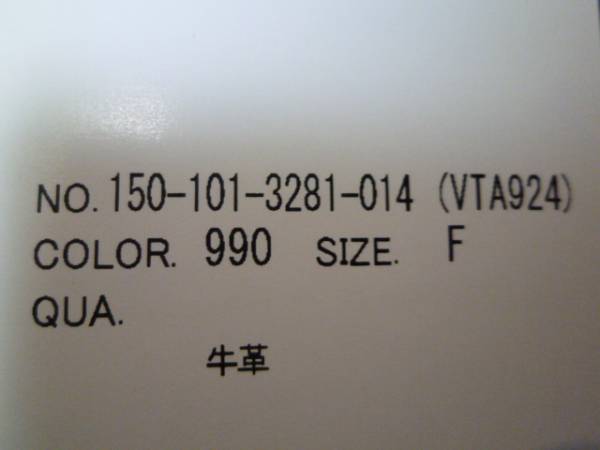 NO. 150-101-3281-014 (VTA924)
COLOR. 990 SIZE. F
QUA.
牛革